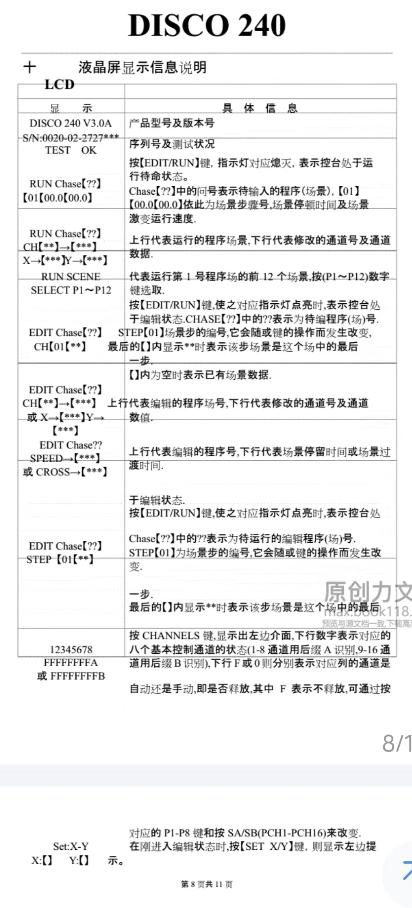 DISCO 240
十 液晶屏显示信息说明
LCD
显 示 具 体 信 息
DISCO 240 V3.0A 产品型号及版本号
S/N:0020-02-2727***
TEST OK 序列号及测试状况
按【EDIT/RUN】键, 指示灯对应熄灭, 表示控台处于运
行待命状态。
RUN Chase【??】
Chase【??】中的问号表示待输入的程序(场景),【01】
【01【00.0【00.0】
【00.0【00.0】依此为场景步骤号,场景停顿时间及场景
激变运行速度.
RUN Chase【??】
上行代表运行的程序场景,下行代表修改的通道号及通道
CH【**】→【***】
数据.
X→【***】Y→【***】
RUN SCENE 代表运行第 1 号程序场的前 12 个场景,按(P1～P12)数字
SELECT P1～P12 键选取.
按【EDIT/RUN】键,使之对应指示灯点亮时,表示控台处
于编辑状态.CHASE【??】中的??表示为待编程序(场)号.
EDIT Chase【??】 STEP【01】场景步的编号,它会随或键的操作而发生改变,
CH【01【**】 最后的【】内显示**时表示该步场景是这个场中的最后
一步.
【】内为空时表示已有场景数据.
EDIT Chase【??】
CH【**】→【***】 上行代表编辑的程序场号,下行代表修改的通道号及通道
或 X→【***】Y→ 数值.
【***】
EDIT Chase??
上行代表编辑的程序号,下行代表场景停留时间或场景过
SPEED→【***】
渡时间.
或 CROSS→【***】
于编辑状态.
按【EDIT/RUN】键,使之对应指示灯点亮时,表示控台处
Chase【??】中的??表示为待运行的编辑程序(场)号.
EDIT Chase【??】
STEP【01】为场景步的编号,它会随或键的操作而发生改
STEP【01【**】
变.
一步.
最后的【】内显示**时表示该步场景是这个场中的最后
原创力文
max.book118.
预览与源文档一致,下载高
按 CHANNELS 键,显示出左边介面,下行数字表示对应的
12345678 八个基本控制通道的状态(1-8 通道用后缀 A 识别,9-16 通
FFFFFFFFA 道用后缀 B 识别),下行 F 或 0 则分别表示对应列的通道是
或 FFFFFFFFB
自动还是手动,即是否释放,其中 F 表示不释放,可通过按
8/1
对应的 P1-P8 键和按 SA/SB(PCH1-PCH16)来改变.
Set:X-Y 在刚进入编辑状态时,按【SET X/Y】键, 则显示左边提
X:【】 Y:【】 示。
第 8 页共 11 页